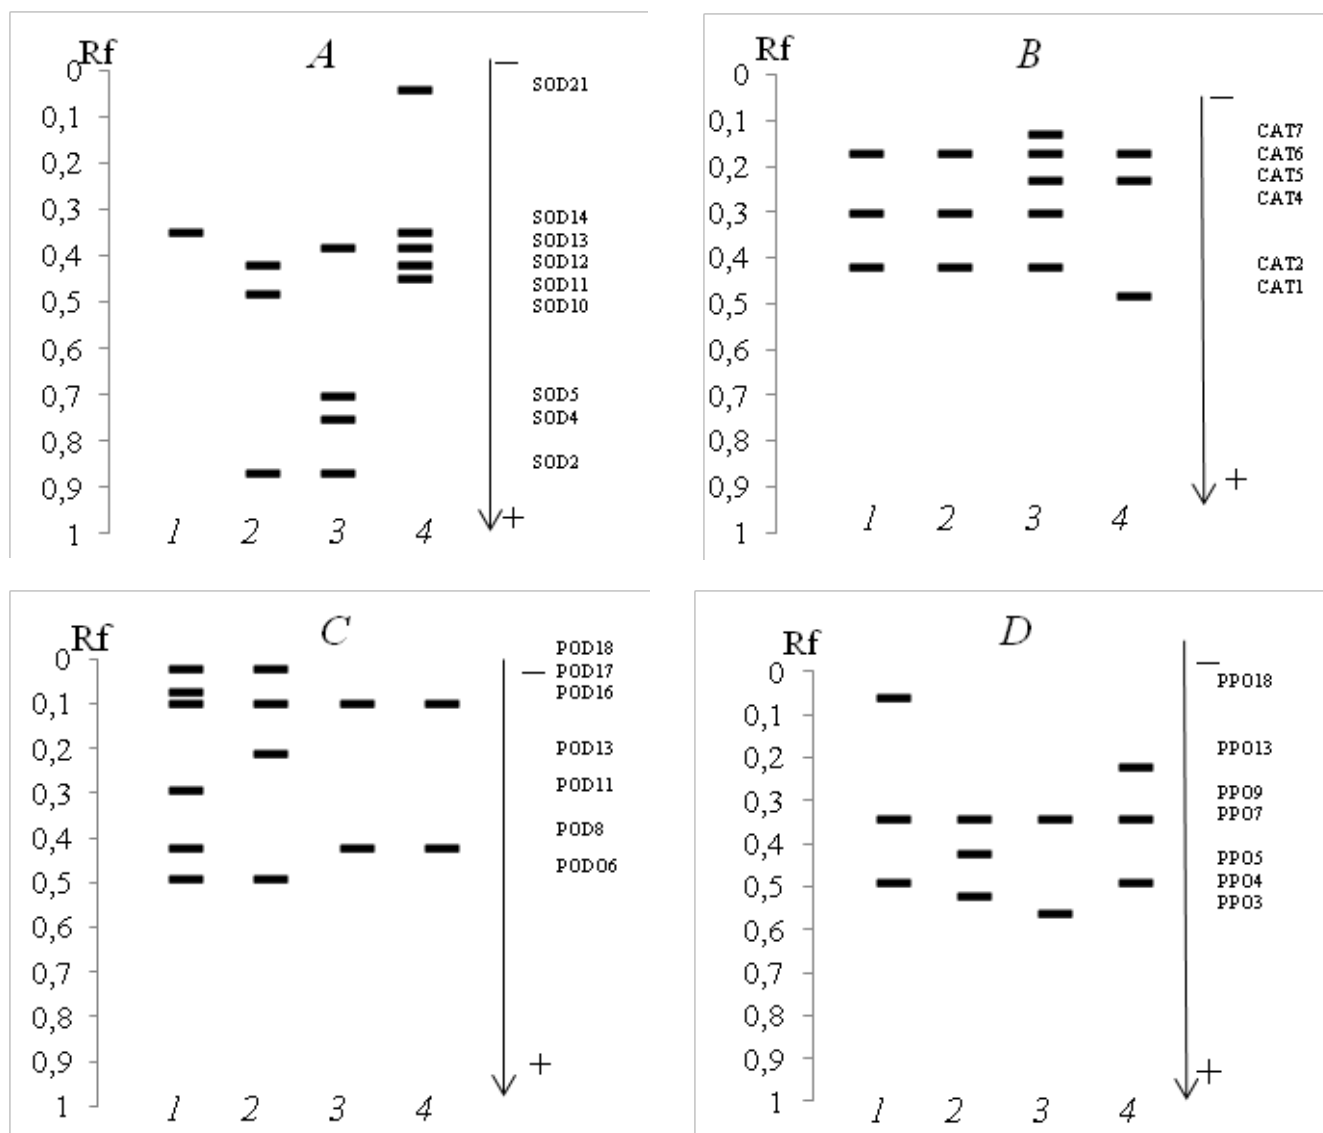 A
Rf
0
0,1
0,2
0,3
0,4
0,5
0,6
0,7
0,8
0,9
1
1 2 3 4
−
+
SOD21
SOD14
SOD13
SOD12
SOD11
SOD10
SOD5
SOD4
SOD2
B
Rf
0
0,1
0,2
0,3
0,4
0,5
0,6
0,7
0,8
0,9
1
1 2 3 4
−
+
CAT7
CAT6
CAT5
CAT4
CAT2
CAT1
C
Rf
0
0,1
0,2
0,3
0,4
0,5
0,6
0,7
0,8
0,9
1
1 2 3 4
−
+
POD18
POD17
POD16
POD13
POD11
POD8
PODO6
D
Rf
0
0,1
0,2
0,3
0,4
0,5
0,6
0,7
0,8
0,9
1
1 2 3 4
−
+
PPO18
PPO13
PPO9
PPO7
PPO5
PPO4
PPO3